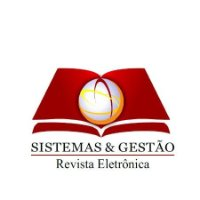 SISTEMAS & GESTÃO
Revista Eletrônica